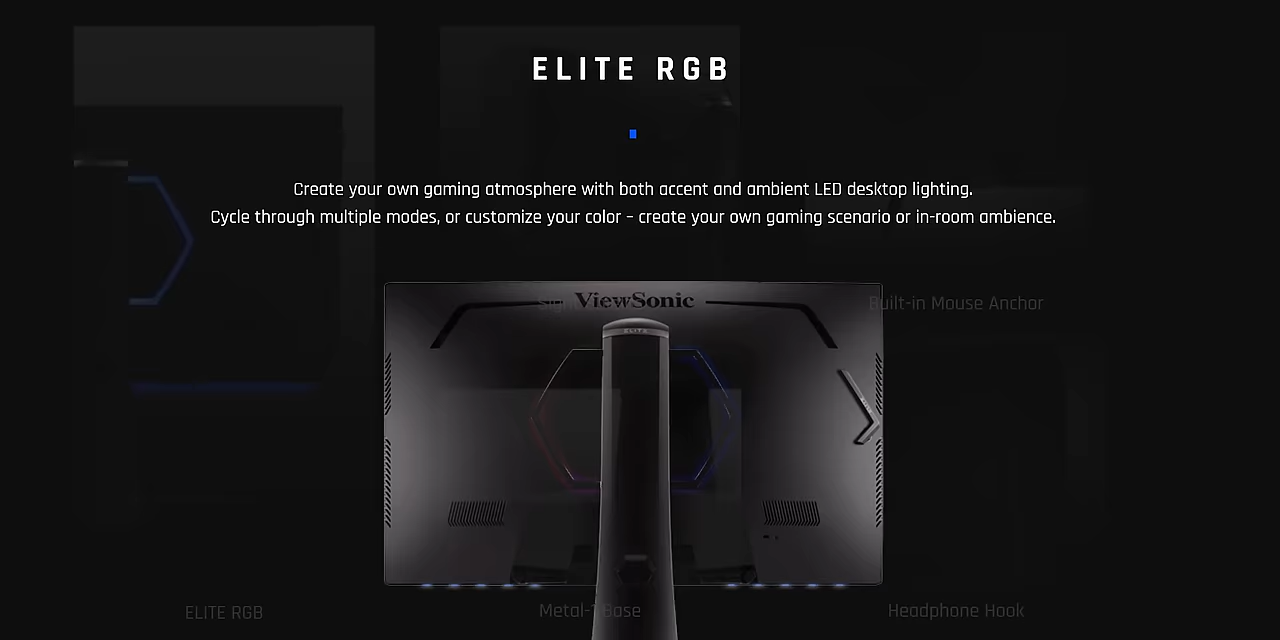 ELITE RGB
Create your own gaming atmosphere with both accent and ambient LED desktop lighting.
Cycle through multiple modes, or customize your color – create your own gaming scenario or in-room ambience.
ViewSonic
Built-in Mouse Anchor
ELITE RGB
Base
Headphone Hook